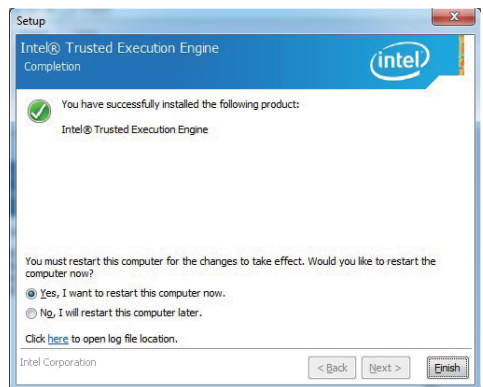 Setup
Intel® Trusted Execution Engine
Completion
intel
You have successfully installed the following product:
Intel® Trusted Execution Engine
You must restart this computer for the changes to take effect. Would you like to restart the
computer now?
Yes, I want to restart this computer now.
No, I will restart this computer later.
Click here to open log file location.
Intel Corporation
< Back
Next >
Finish